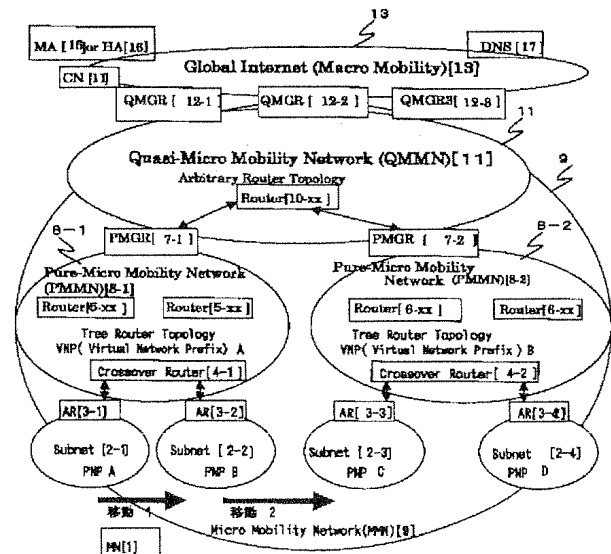 13
MA [15]or HA[16]
DNS [17]
Global Internet (Macro Mobility)[13]
CN [11]
QMGR[ 12-1]
QMGR [ 12-2]
QMGR3[ 12-3]
11
Quasi-Micro Mobility Network (QMMN)[11]
9
Arbitrary Router Topology
Router[10-xx]
8-1
8-2
PMGR[ 7-1]
PMGR [ 7-2]
Pure-Micro Mobility Network
(PMMN)[8-1]
Pure-Micro Mobility
Network (PMMN)[8-2]
Router[5-xx]
Router[5-xx]
Router[ 6-xx]
Router[6-xx]
Tree Router Topology
VNP( Virtual Network Prefix) A
Tree Router Topology
VNP( Virtual Network Prefix ) B
Crossover Router[4-1]
Crossover Router[ 4-2]
AR[3-1]
AR[3-2]
AR[ 3-3]
AR[3-4]
Subnet [2-1]
Subnet [2-2]
Subnet [2-3]
Subnet [2-4]
PNP A
PNP B
PNP C
PNP D
移動 1
移動 2
Micro Mobility Network(MMN)[9]
MN[1]